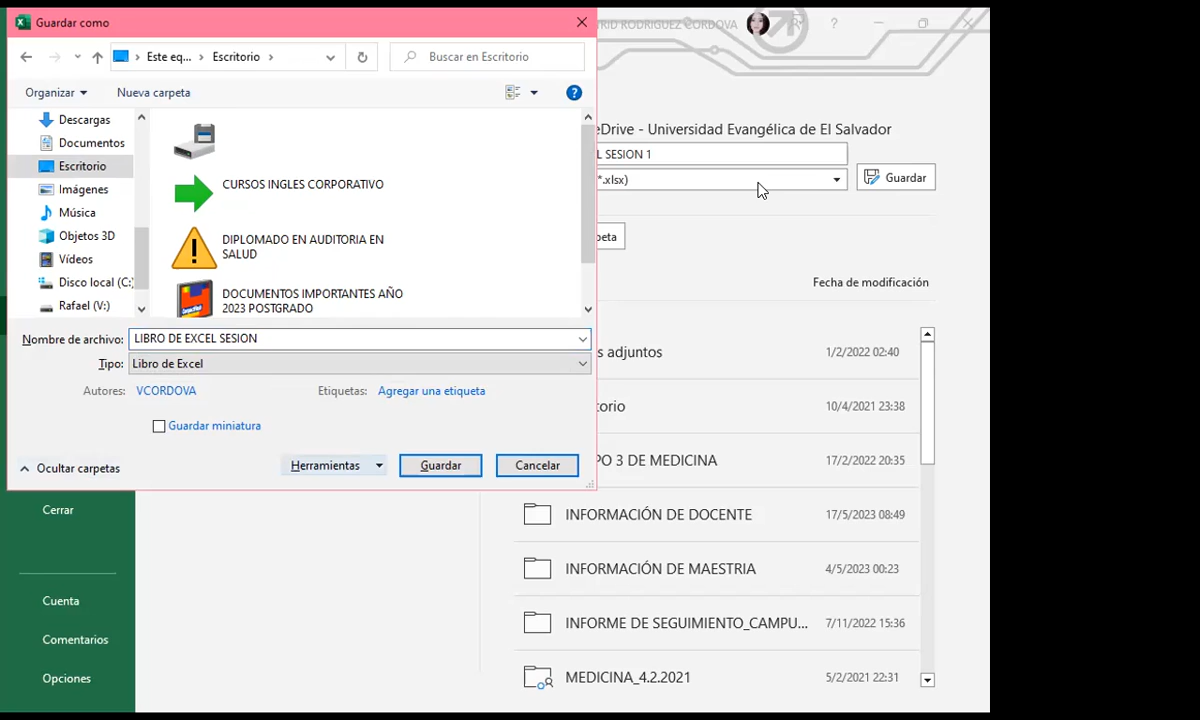 Guardar como
Este eq... > Escritorio >
Buscar en Escritorio
Organizar
Nueva carpeta
Descargas
Documentos
Escritorio
Imágenes
Música
Objetos 3D
Vídeos
Disco local (C:)
Rafael (V:)
CURSOS INGLES CORPORATIVO
DIPLOMADO EN AUDITORIA EN
SALUD
DOCUMENTOS IMPORTANTES AÑO
2023 POSTGRADO
Nombre de archivo: LIBRO DE EXCEL SESION
Tipo: Libro de Excel
Autores: VCORDOVA
Etiquetas: Agregar una etiqueta
Guardar miniatura
Ocultar carpetas
Herramientas
Guardar
Cancelar
RID RODRIGUEZ CORDOVA
?
eDrive - Universidad Evangélica de El Salvador
L SESION 1
*.xlsx)
Guardar
peta
Fecha de modificación
s adjuntos 1/2/2022 02:40
torio 10/4/2021 23:38
PO 3 DE MEDICINA 17/2/2022 20:35
INFORMACIÓN DE DOCENTE 17/5/2023 08:49
INFORMACIÓN DE MAESTRIA 4/5/2023 00:23
INFORME DE SEGUIMIENTO_CAMPU... 7/11/2022 15:36
MEDICINA_4.2.2021 5/2/2021 22:31
Cerrar
Cuenta
Comentarios
Opciones